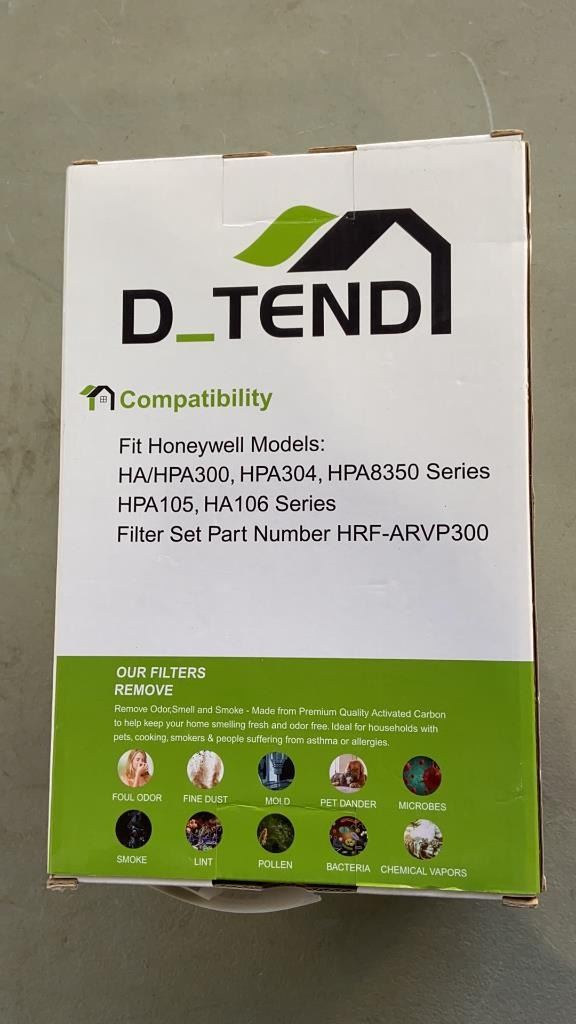 D_TEND
Compatibility
Fit Honeywell Models:
HA/HPA300, HPA304, HPA8350 Series
HPA105, HA106 Series
Filter Set Part Number HRF-ARVP300
OUR FILTERS
REMOVE
Remove Odor,Smell and Smoke - Made from Premium Quality Activated Carbon
to help keep your home smelling fresh and odor free. Ideal for households with
pets, cooking, smokers & people suffering from asthma or allergies.
FOUL ODOR FINE DUST MOLD PET DANDER MICROBES
SMOKE LINT POLLEN BACTERIA CHEMICAL VAPORS